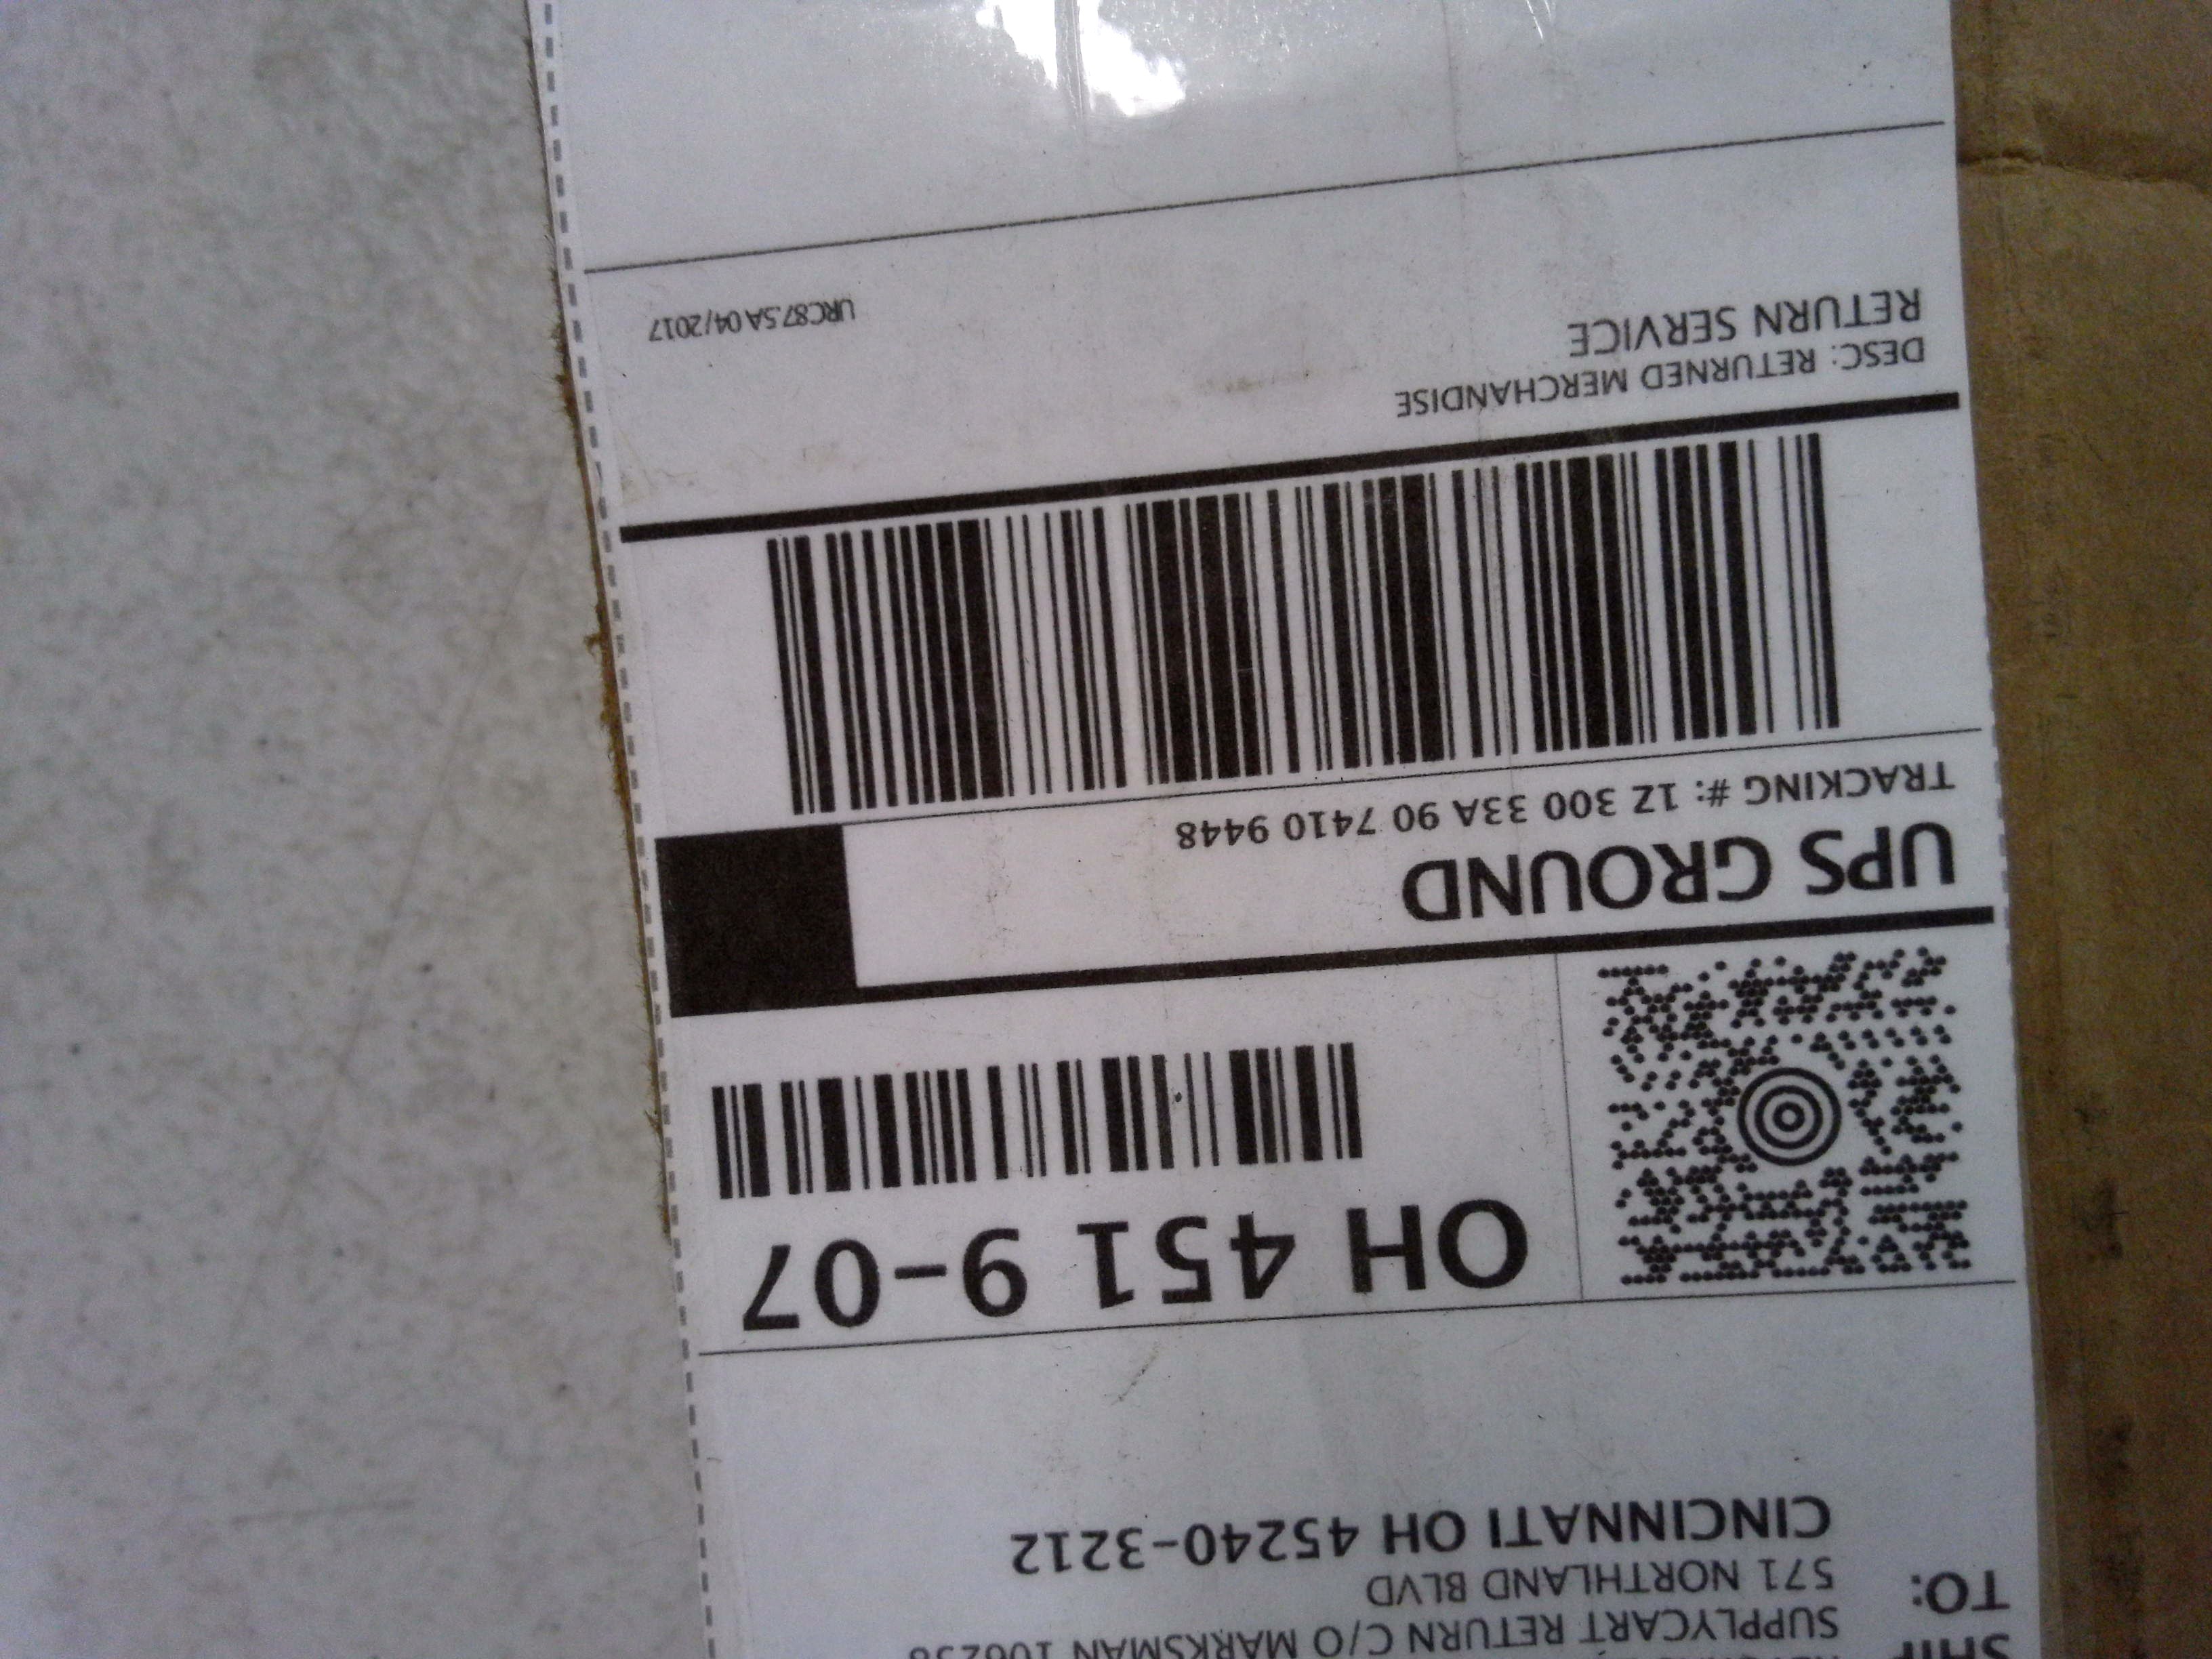 SHIP
TO:
SUPPLYCART RETURN C/O MARKSMAN
571 NORTHLAND BLVD
CINCINNATI OH 45240-3212
OH 451 9-07
UPS GROUND
TRACKING #: 1Z 300 33A 90 7410 9448
DESC: RETURNED MERCHANDISE
RETURN SERVICE
URC87.5A 04/2017